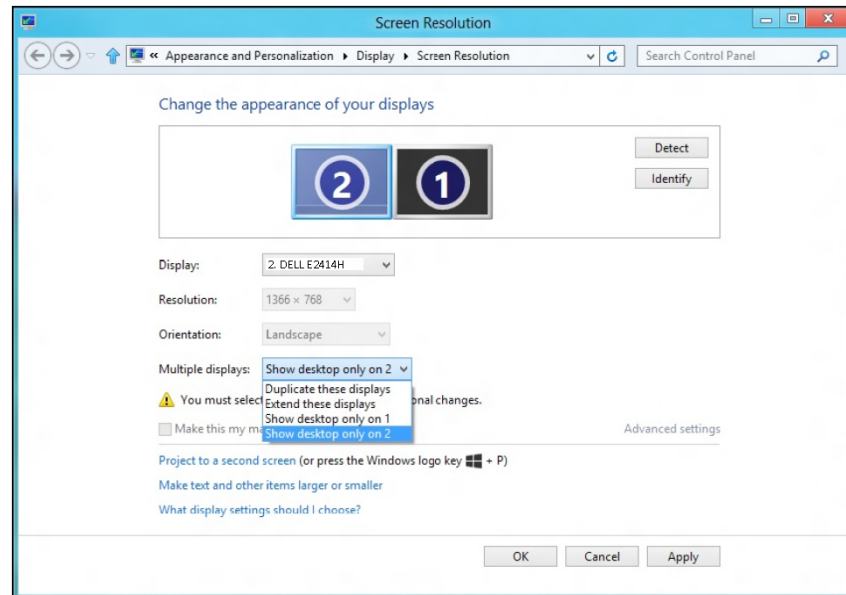 Screen Resolution
« Appearance and Personalization Display Screen Resolution
Search Control Panel
Change the appearance of your displays
2 1
Detect
Identify
Display: 2. DELL E2414H
Resolution: 1366 × 768
Orientation: Landscape
Multiple displays: Show desktop only on 2
Duplicate these displays
You must select onal changes.
Extend these displays
Show desktop only on 1
Make this my Advanced settings
Show desktop only on 2
Project to a second screen (or press the Windows logo key + P)
Make text and other items larger or smaller
What display settings should I choose?
OK Cancel Apply